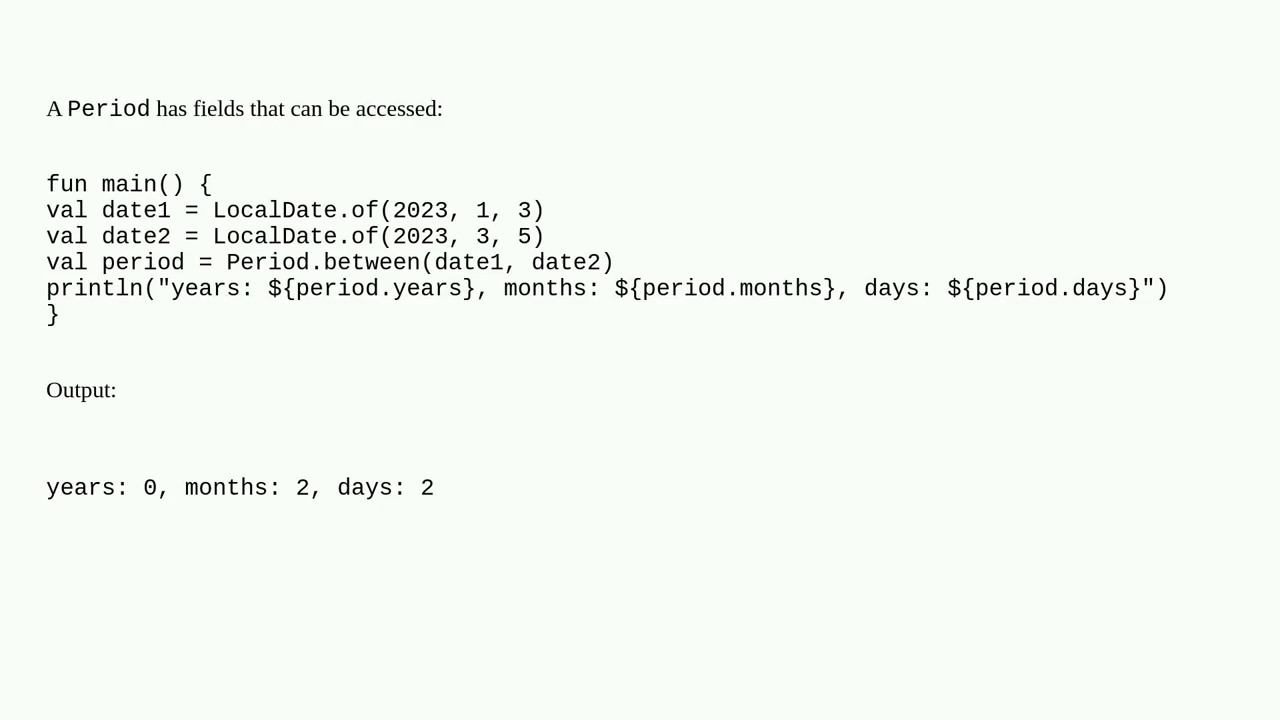 A Period has fields that can be accessed:
fun main() {
val date1 = LocalDate.of(2023, 1, 3)
val date2 = LocalDate.of(2023, 3, 5)
val period = Period.between(date1, date2)
println("years: ${period.years}, months: ${period.months}, days: ${period.days}")
}
Output:
years: 0, months: 2, days: 2